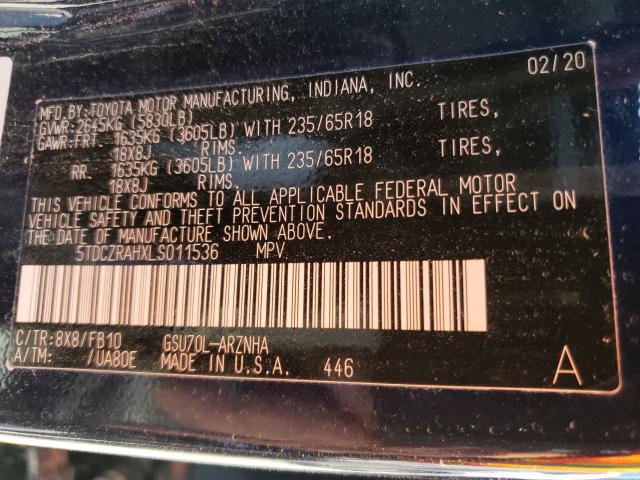 02/20
MFD.BY:TOYOTA MOTOR MANUFACTURING, INDIANA, INC.
GVWR:2645KG (5830LB)
GAWR:FRT. 1635KG (3605LB) WITH 235/65R18 TIRES,
18X8J RIMS.
RR. 1635KG (3605LB) WITH 235/65R18 TIRES,
18X8J RIMS.
THIS VEHICLE CONFORMS TO ALL APPLICABLE FEDERAL MOTOR
VEHICLE SAFETY AND THEFT PREVENTION STANDARDS IN EFFECT ON
THE DATE OF MANUFACTURE SHOWN ABOVE.
5TDCZRAHXLS011536 MPV
C/TR:8X8/FB10 GSU70L-ARZNHA
A/TM: /UA80E MADE IN U.S.A. 446 A